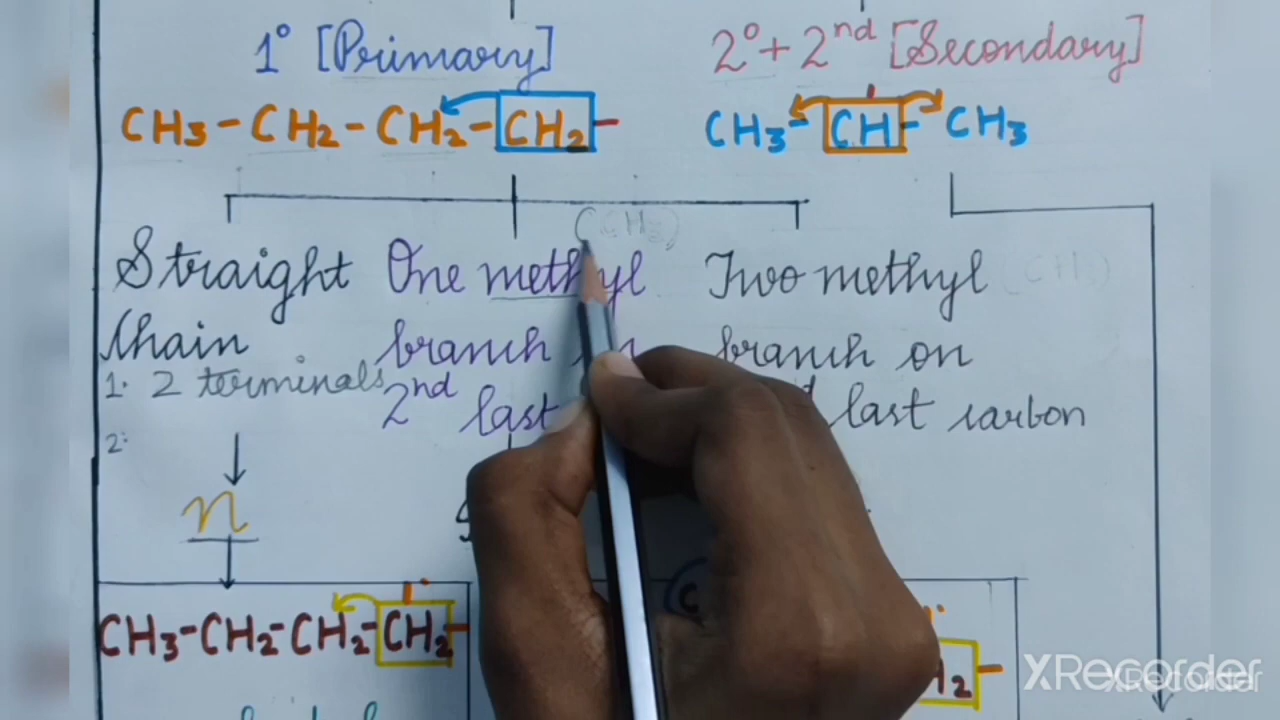 1° [Primary]
2° + 2nd [Secondary]
CH3 - CH2 - CH2 - CH2 -
CH3 - CH - CH3
(CH3)
Straight
Chain
One methyl
branch
2nd last
Two methyl
branch on
last carbon
1. 2 terminals
2.
n
CH3-CH2-CH2-CH2-
C
XRecorder